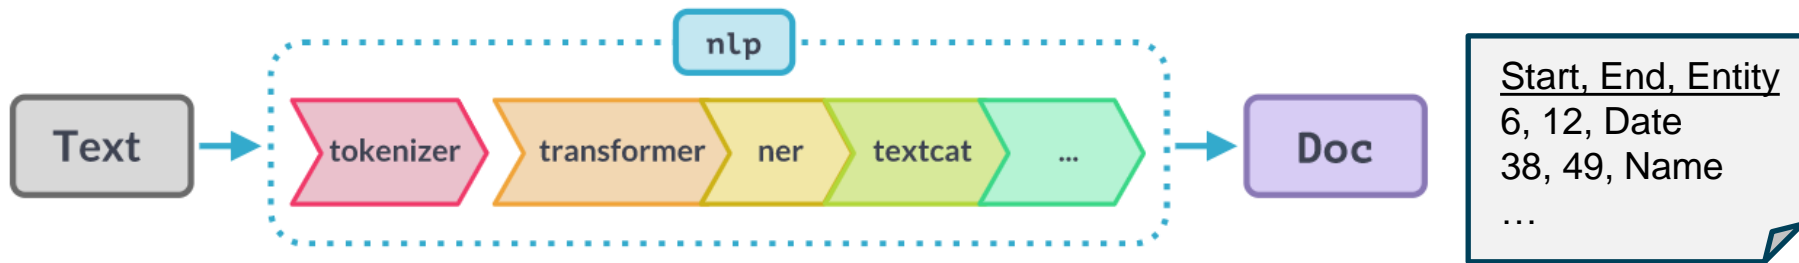 nlp
Text
tokenizer
transformer
ner
textcat
...
Doc
Start, End, Entity
6, 12, Date
38, 49, Name
…